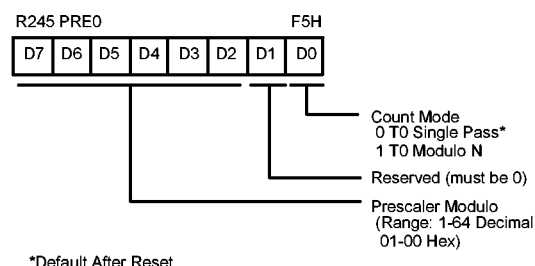 R245 PRE0 F5H
D7 D6 D5 D4 D3 D2 D1 D0
Count Mode
0 T0 Single Pass*
1 T0 Modulo N
Reserved (must be 0)
Prescaler Modulo
(Range: 1-64 Decimal
01-00 Hex)
*Default After Reset